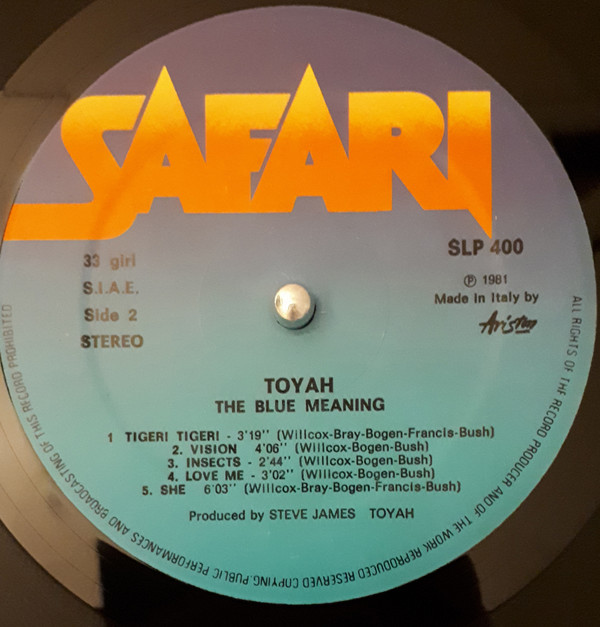 SAFARI
SLP 400
33 giri
S.I.A.E.
Side 2
STEREO
℗ 1981
Made in Italy by
Ariston
TOYAH
THE BLUE MEANING
1 TIGERI TIGERI - 3'19" (Willcox-Bray-Bogen-Francis-Bush)
2. VISION 4'06" (Willcox-Bogen-Bush)
3. INSECTS - 2'44" (Willcox-Bogen-Bush)
4. LOVE ME - 3'02" (Willcox-Bogen-Bush)
5. SHE 6'03" (Willcox-Bray-Bogen-Francis-Bush)
Produced by STEVE JAMES TOYAH
ALL RIGHTS OF THE RECORD PRODUCER AND OF THE WORK REPRODUCED RESERVED COPYING, PUBLIC PERFORMANCES AND BROADCASTING OF THIS RECORD PROHIBITED